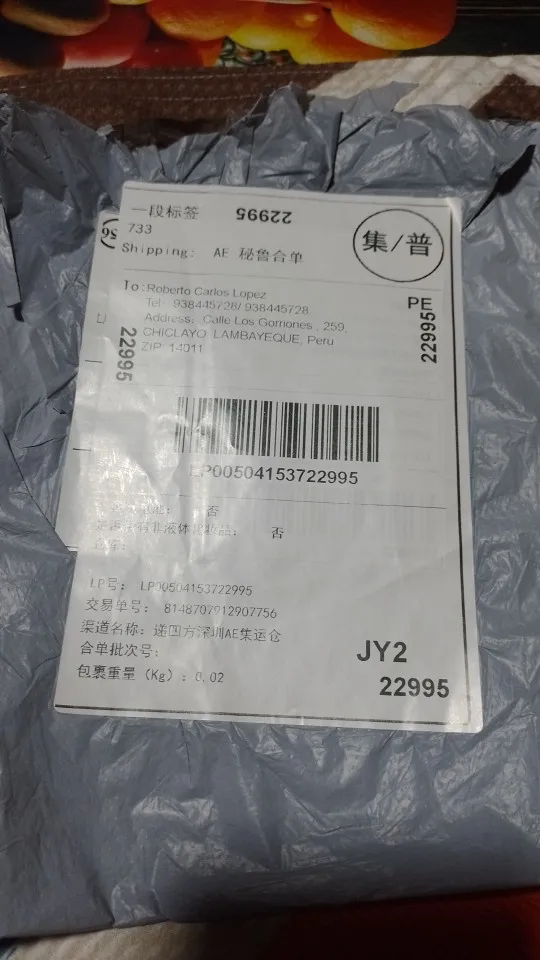 一段标签 22995
733
集/普
Shipping: AE 秘鲁合单
To:Roberto Carlos Lopez
PE
Tel: 938445728/ 938445728
Address: Calle Los Gorriones , 259,
CHICLAYO, LAMBAYEQUE, Peru
ZIP: 14011
22995
22995
LP00504153722995
否
否
LP号: LP00504153722995
交易单号: 8148707912907756
渠道名称: 递四方深圳AE集运仓
合单批次号:
包裹重量 (Kg) : 0.02
JY2
22995